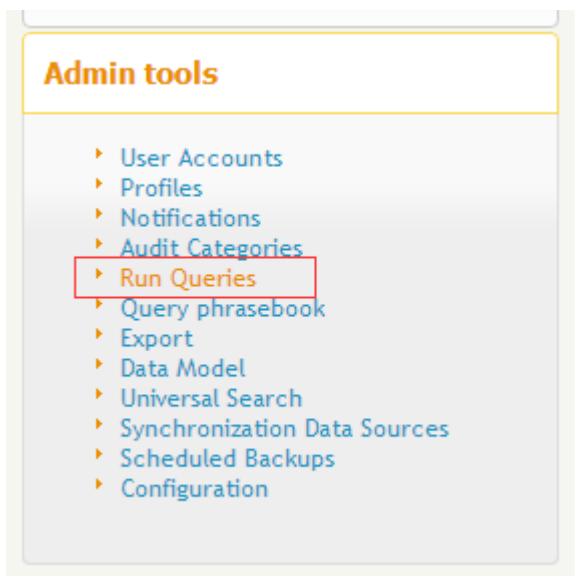 Admin tools
User Accounts
Profiles
Notifications
Audit Categories
Run Queries
Query phrasebook
Export
Data Model
Universal Search
Synchronization Data Sources
Scheduled Backups
Configuration